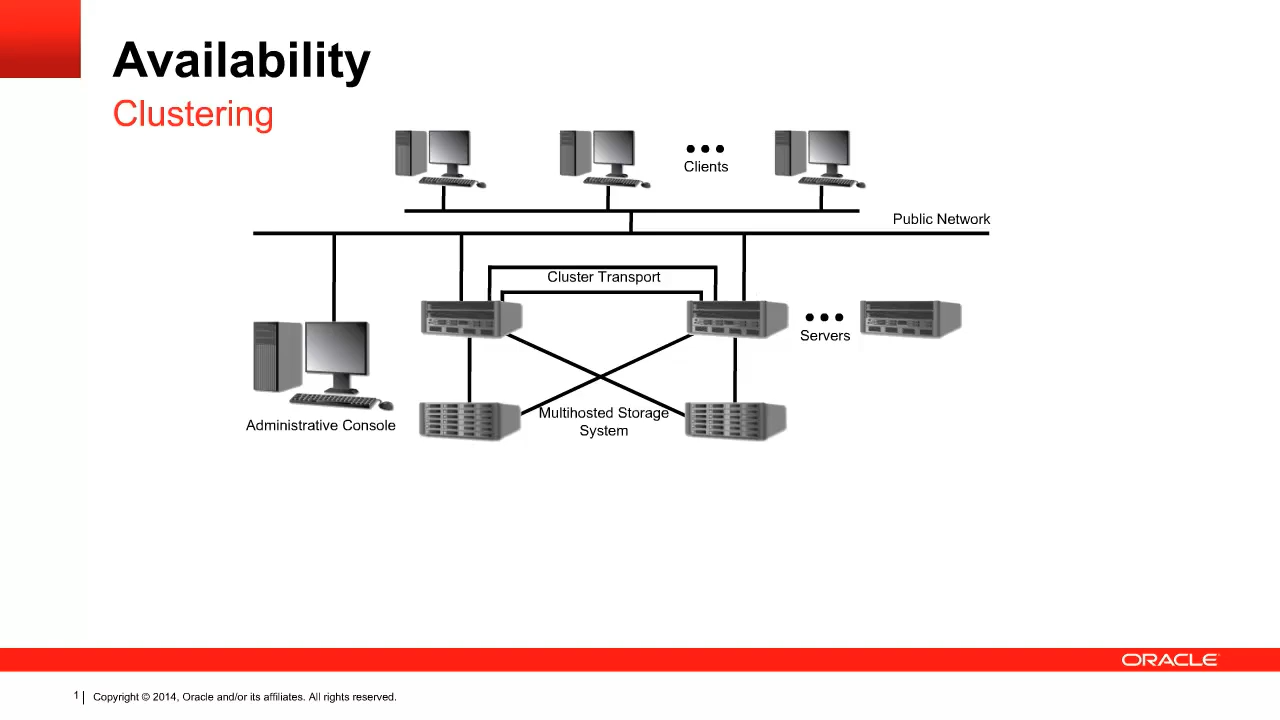 Availability
Clustering
Clients
Public Network
Cluster Transport
Servers
Administrative Console
Multihosted Storage
System
ORACLE
1
Copyright © 2014, Oracle and/or its affiliates. All rights reserved.